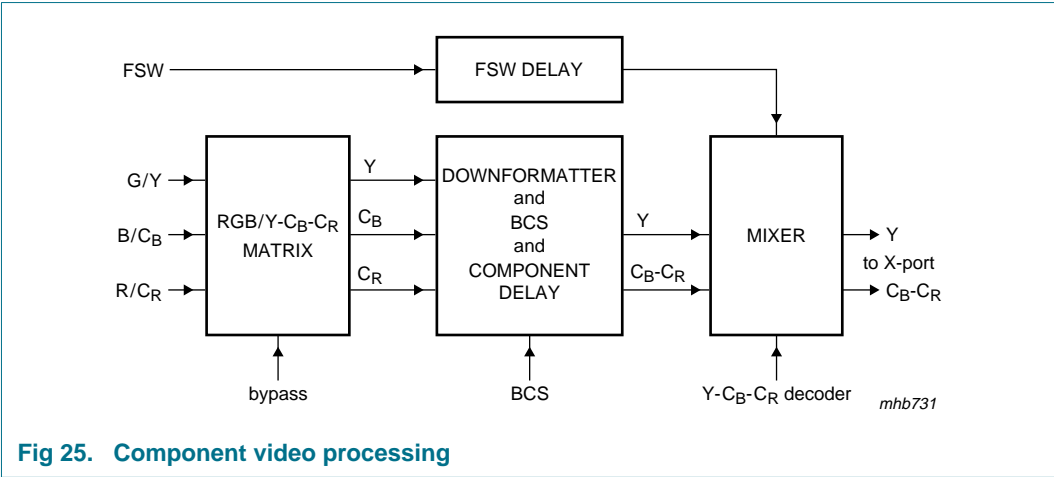 FSW
FSW DELAY
G/Y
B/CB
R/CR
RGB/Y-CB-CR
MATRIX
Y
CB
CR
DOWNFORMATTER
and
BCS
and
COMPONENT
DELAY
Y
CB-CR
MIXER
Y
to X-port
CB-CR
bypass
BCS
Y-CB-CR decoder
mhb731
Fig 25. Component video processing